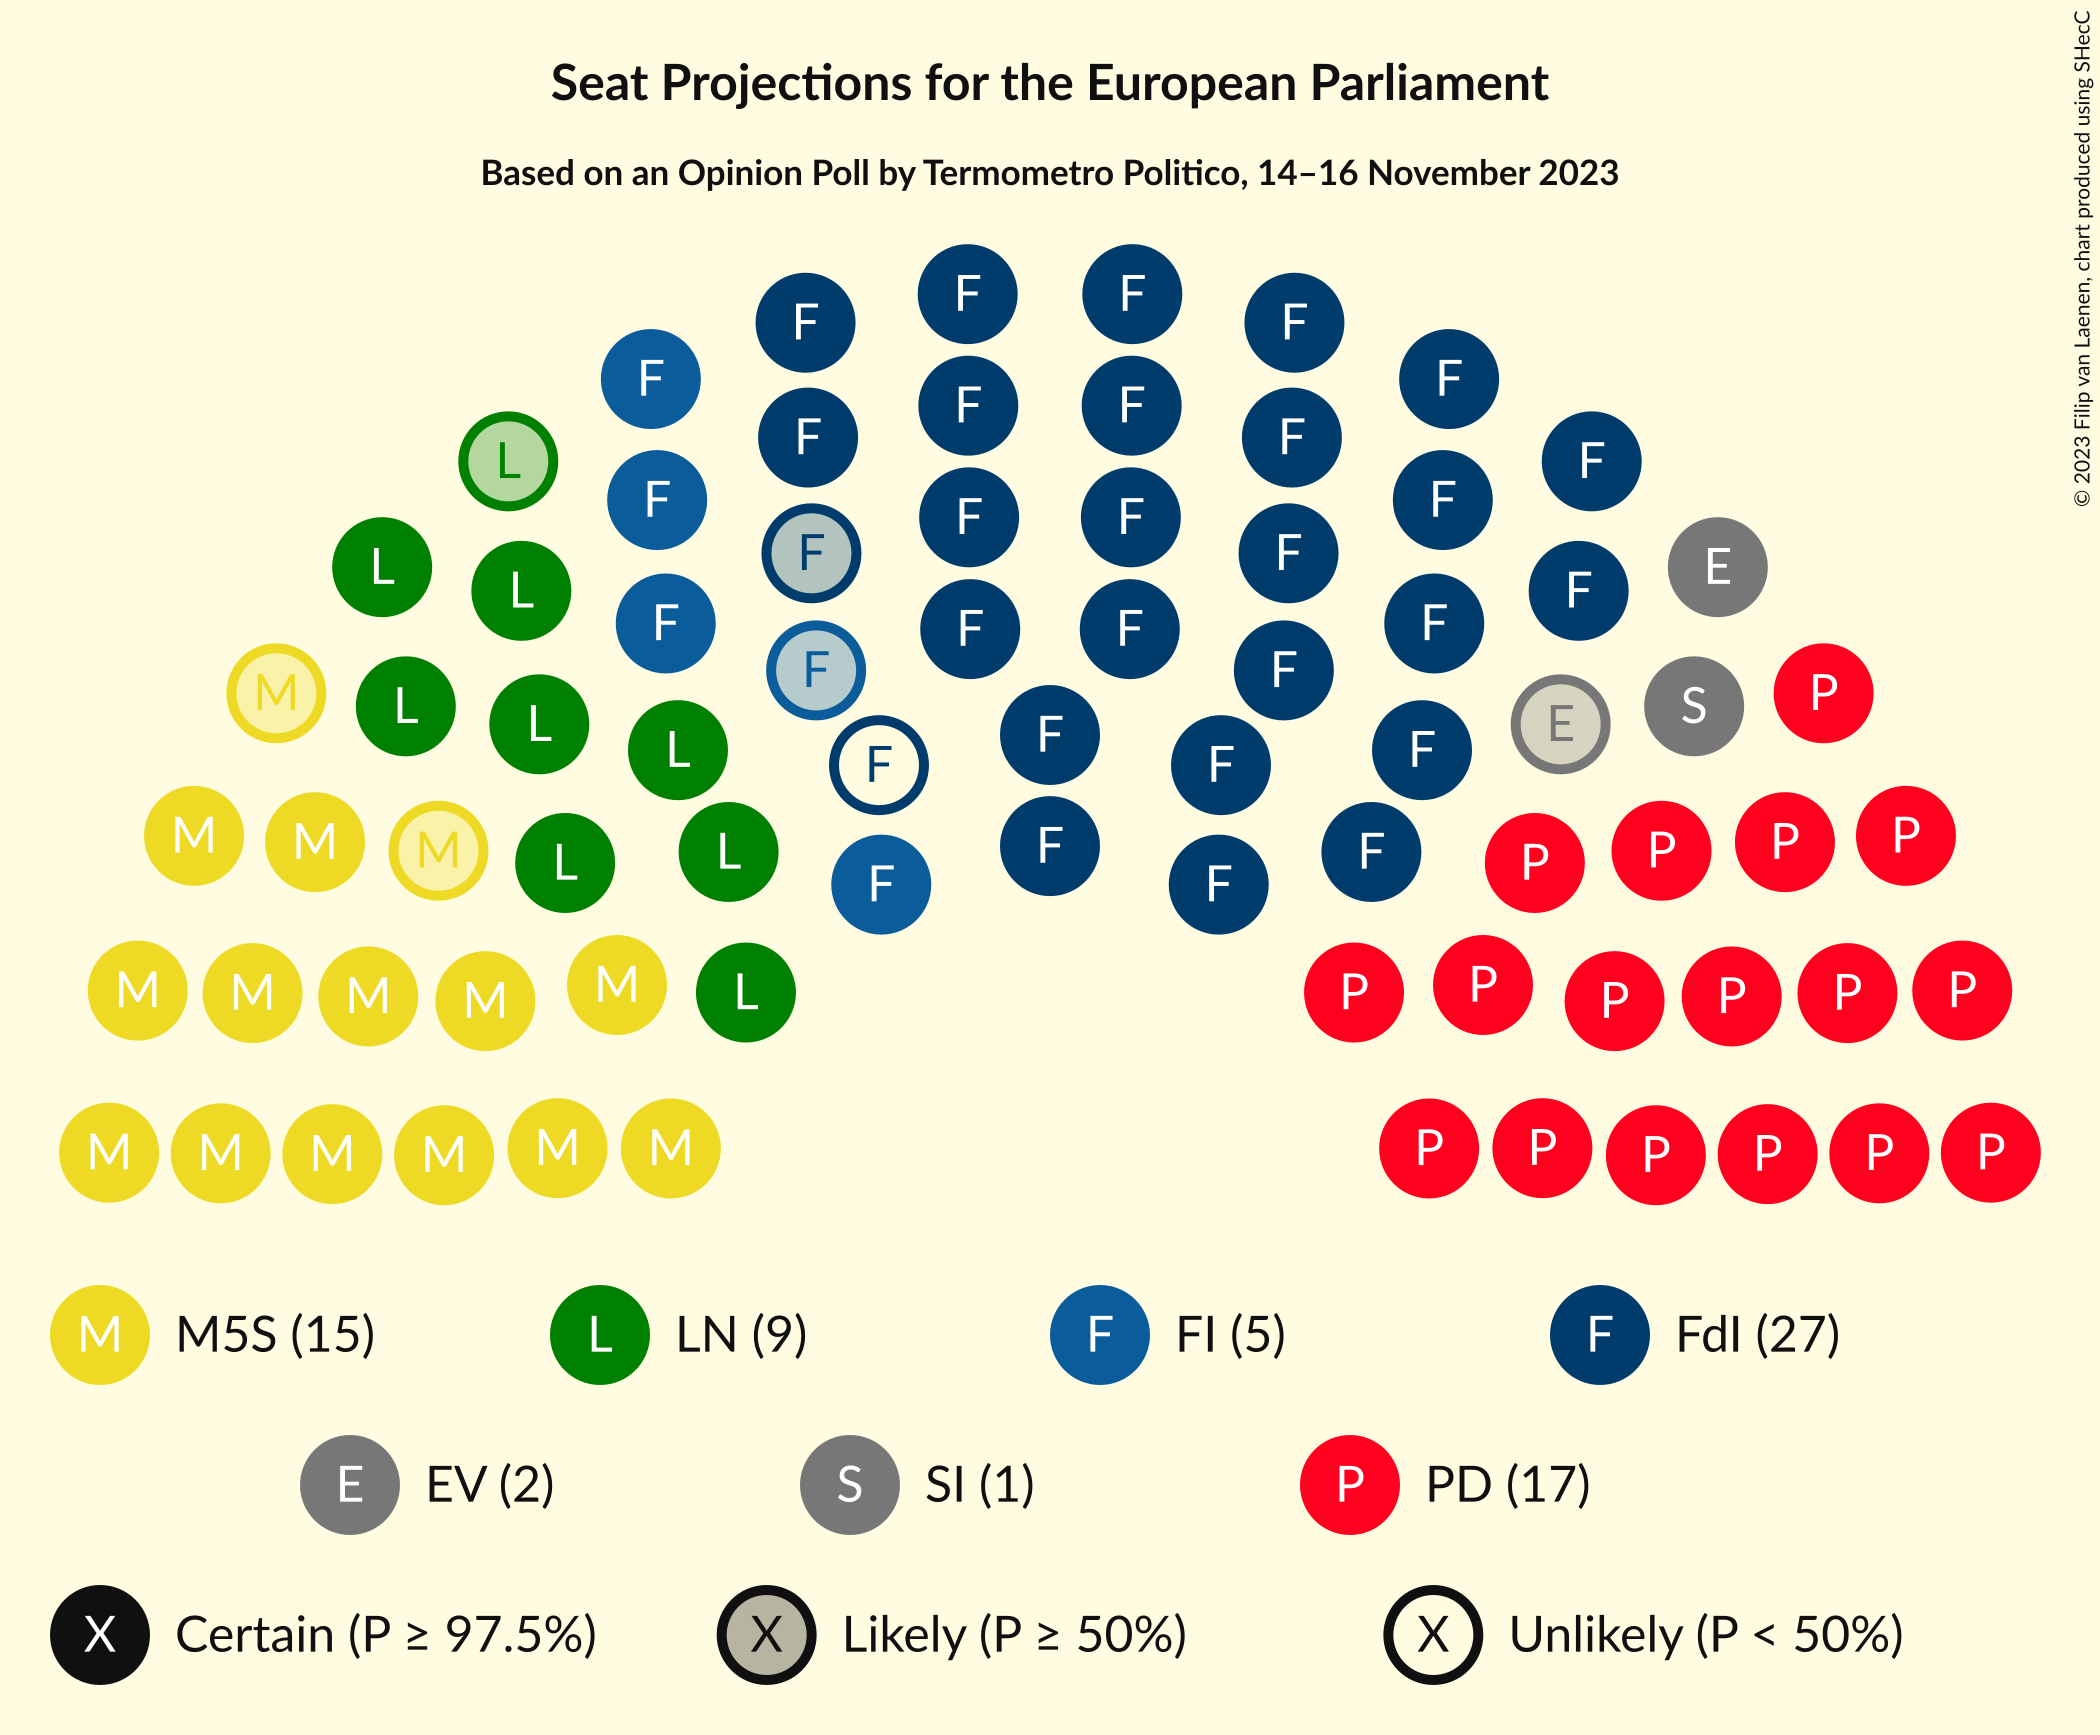 Seat Projections for the European Parliament
Based on an Opinion Poll by Termometro Politico, 14–16 November 2023
© 2023 Filip van Laenen, chart produced using SHecC
F F
F F
F F
F F F F
F F
L F
F F
F F
F F
L E
L F
F F
F F
M P
L S
F F
L E
L F
F F
F
M P
M P
M P
L P
L F
F F
F
M M M M M L P P P P P P
M M M M M M P P P P P P
M M5S (15) L LN (9) F FI (5) F FdI (27)
E EV (2) S SI (1) P PD (17)
X Certain (P ≥ 97.5%) X Likely (P ≥ 50%) X Unlikely (P < 50%)